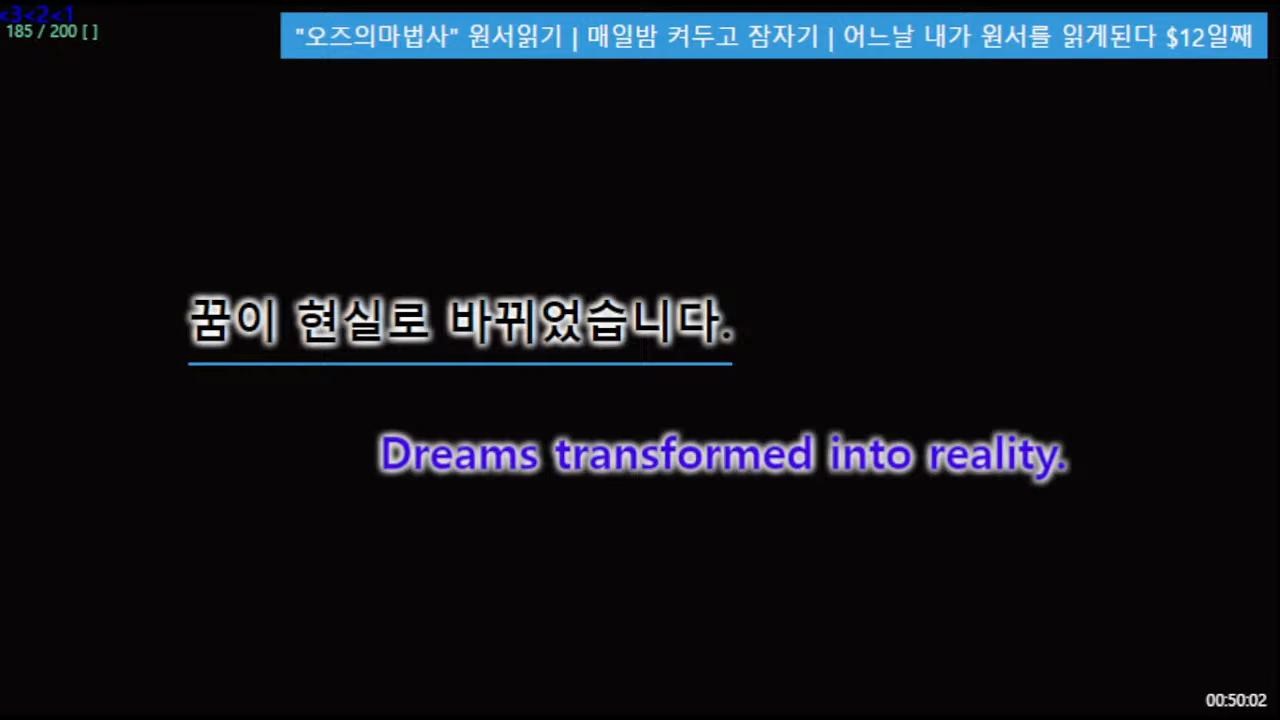 <3<2<1
185 / 200 [ ]
"오즈의마법사" 원서읽기 | 매일밤 켜두고 잠자기 | 어느날 내가 원서를 읽게된다 $12일째
꿈이 현실로 바뀌었습니다.
Dreams transformed into reality.
00:50:02